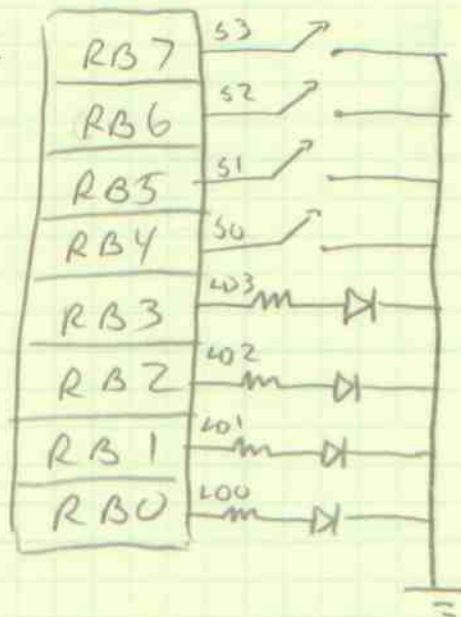 RB7 S3
RB6 S2
RB5 S1
RB4 S0
RB3 LD3
RB2 LD2
RB1 LD1
RB0 LD0